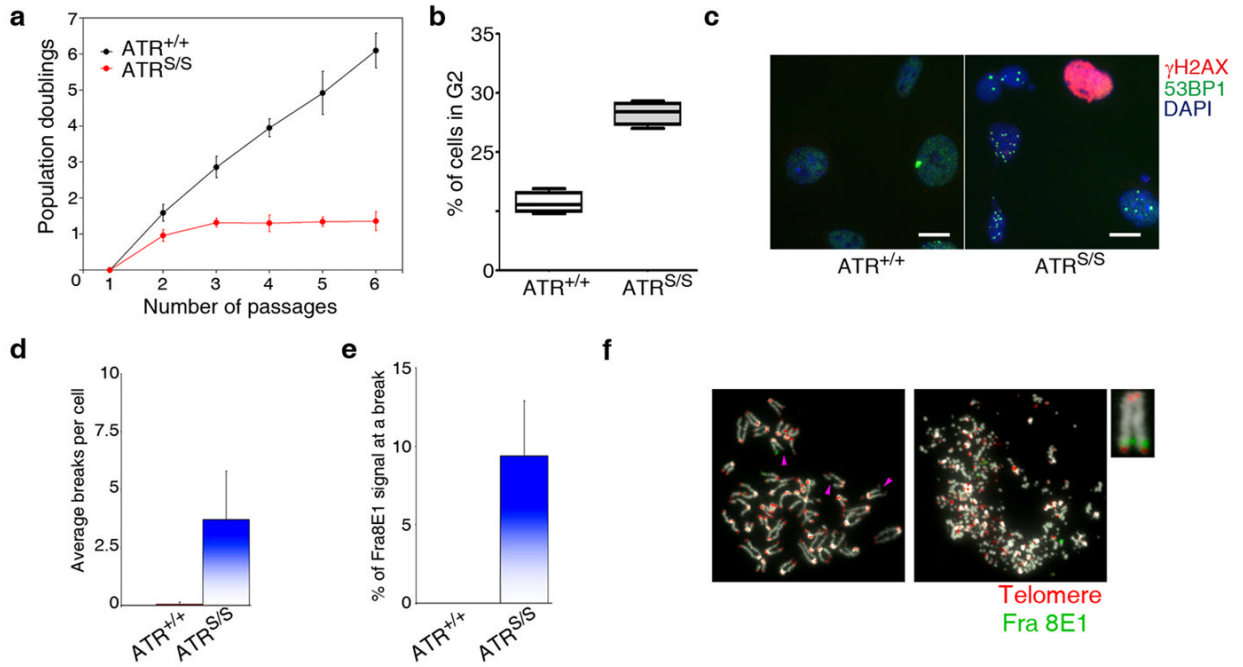 a
Population doublings
7
6
5
4
3
2
1
0
ATR+/+
ATRS/S
1 2 3 4 5 6
Number of passages
b
% of cells in G2
35
30
25
0
ATR+/+ ATRS/S
c
γH2AX
53BP1
DAPI
ATR+/+ ATRS/S
d
Average breaks per cell
10
7.5
5
2.5
0
ATR+/+ ATRS/S
e
% of Fra8E1 signal at a break
15
10
5
0
ATR+/+ ATRS/S
f
Telomere
Fra 8E1